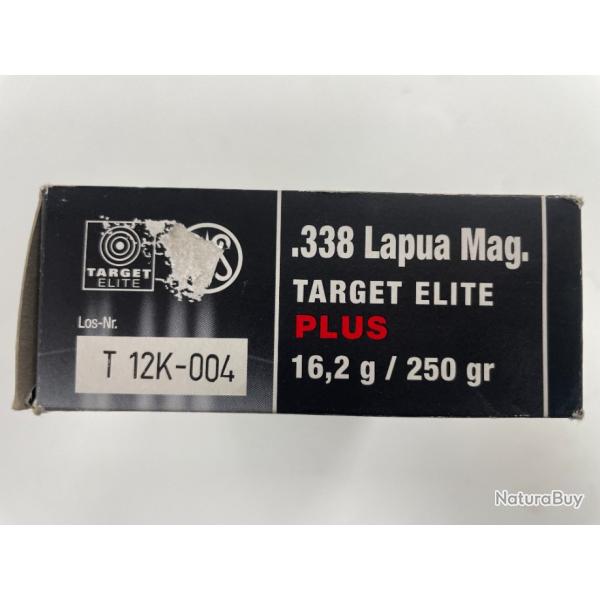 TARGET
ELITE
Los-Nr.
T 12K-004
.338 Lapua Mag.
TARGET ELITE
PLUS
16,2 g / 250 gr
NaturaBuy